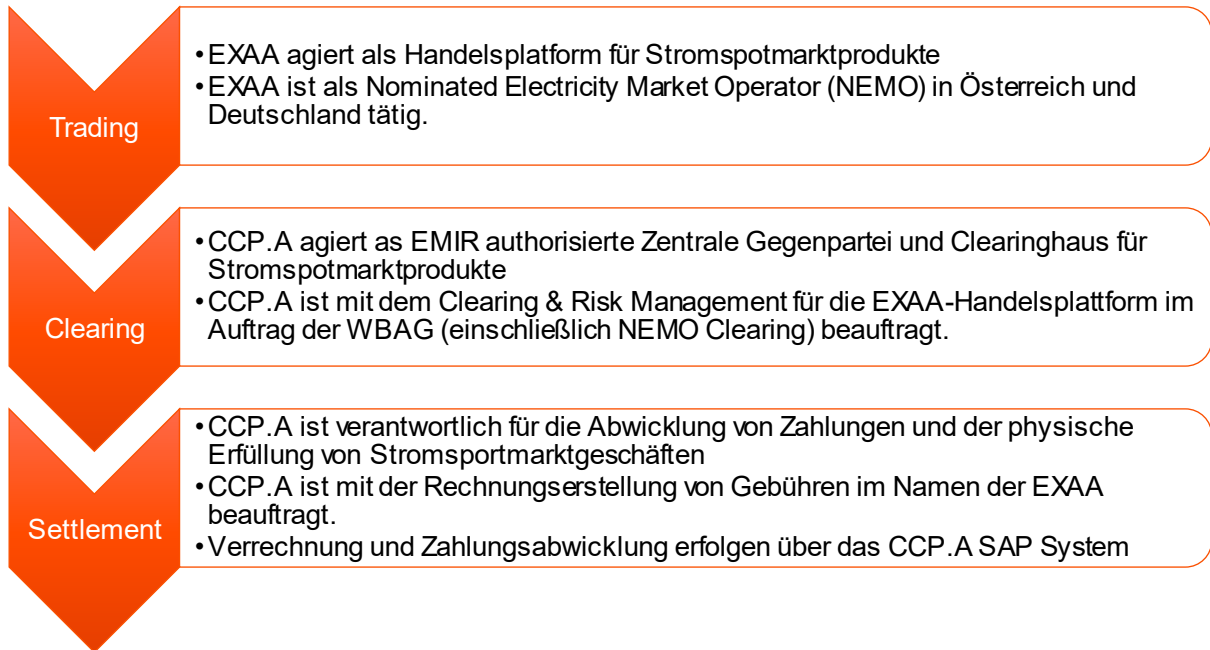 Trading
•EXAA agiert als Handelsplatform für Stromspotmarktprodukte
•EXAA ist als Nominated Electricity Market Operator (NEMO) in Österreich und
Deutschland tätig.
Clearing
•CCP.A agiert as EMIR authorisierte Zentrale Gegenpartei und Clearinghaus für
Stromspotmarktprodukte
•CCP.A ist mit dem Clearing & Risk Management für die EXAA-Handelsplattform im
Auftrag der WBAG (einschließlich NEMO Clearing) beauftragt.
Settlement
•CCP.A ist verantwortlich für die Abwicklung von Zahlungen und der physische
Erfüllung von Stromsportmarktgeschäften
•CCP.A ist mit der Rechnungserstellung von Gebühren im Namen der EXAA
beauftragt.
•Verrechnung und Zahlungsabwicklung erfolgen über das CCP.A SAP System